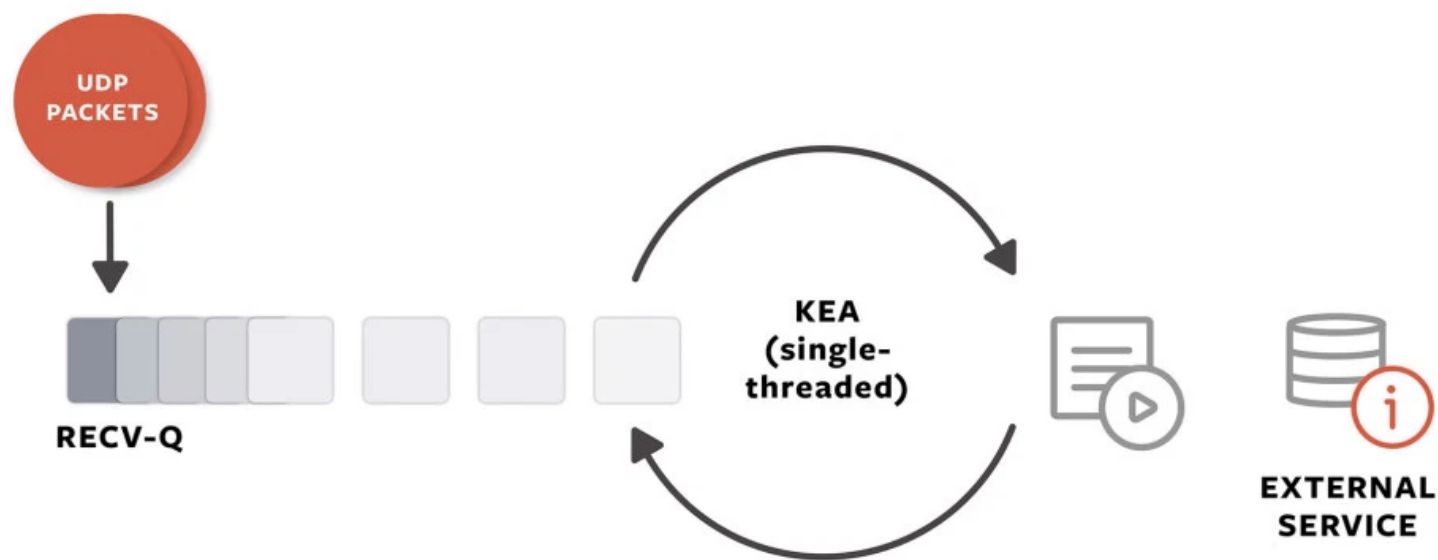 UDP
PACKETS
KEA
(single-
threaded)
RECV-Q
i
EXTERNAL
SERVICE